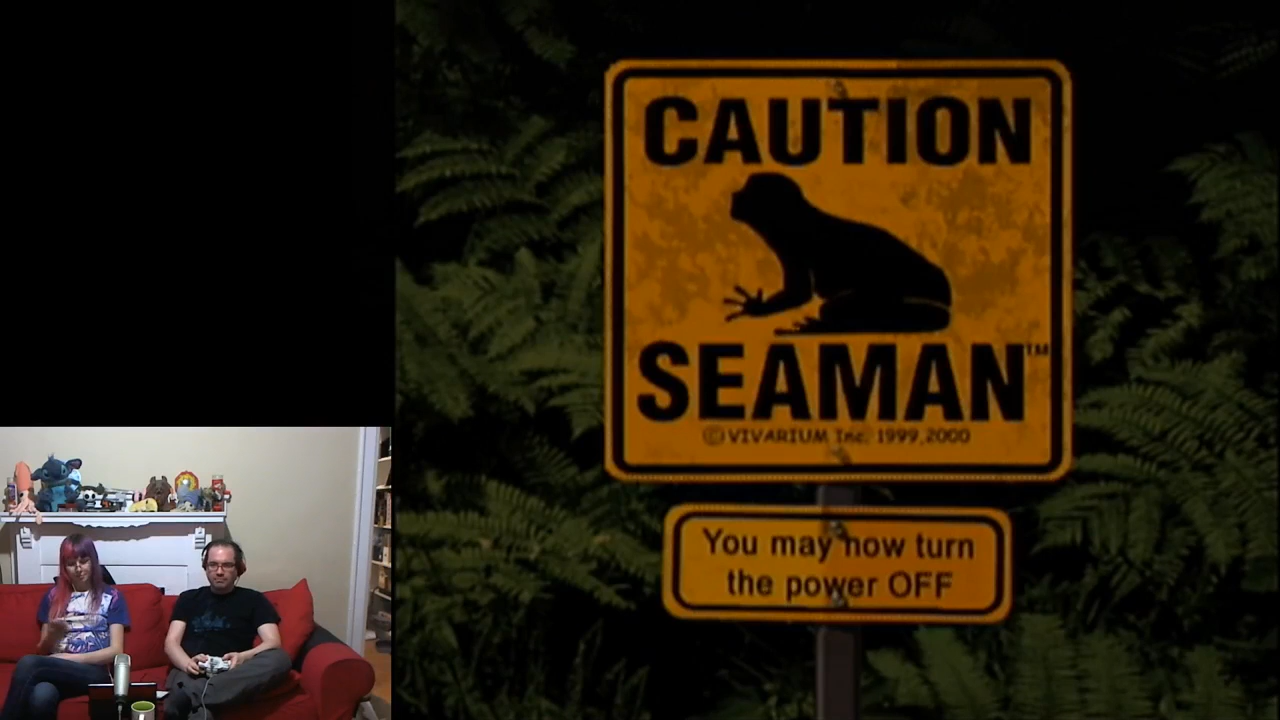 CAUTION
SEAMAN™
©VIVARIUM Inc. 1999,2000
You may now turn
the power OFF